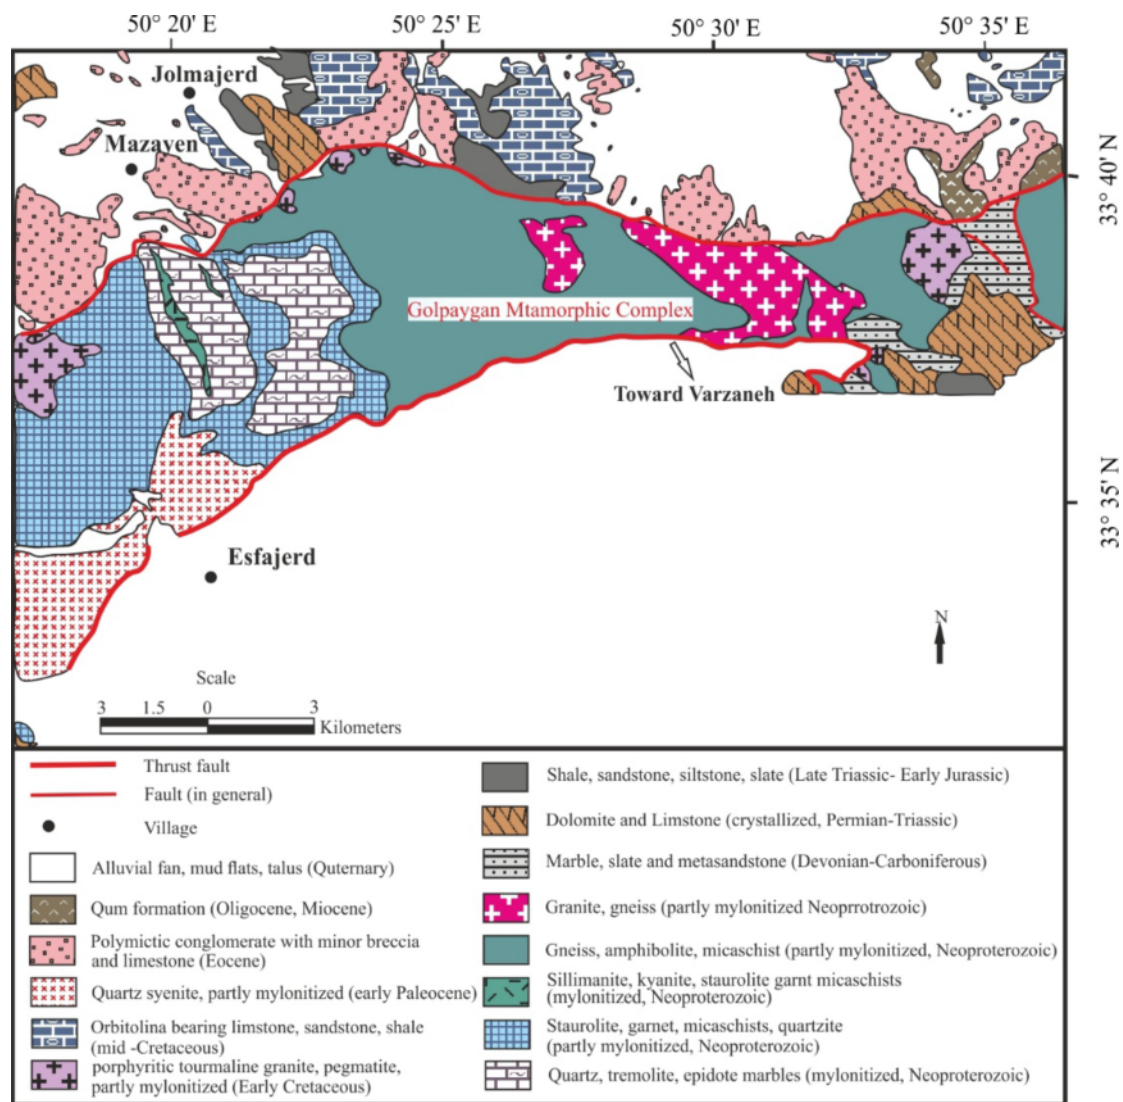 50° 20' E 50° 25' E 50° 30' E 50° 35' E
Jolmajerd
Mazayen
33° 40' N
Golpaygan Mtamorphic Complex
Toward Varzaneh
33° 35' N
Esfajerd
N
Scale
3 1.5 0 3
Kilometers
Thrust fault
Fault (in general)
Village
Alluvial fan, mud flats, talus (Quternary)
Qum formation (Oligocene, Miocene)
Polymictic conglomerate with minor breccia
and limestone (Eocene)
Quartz syenite, partly mylonitized (early Paleocene)
Orbitolina bearing limstone, sandstone, shale
(mid -Cretaceous)
porphyritic tourmaline granite, pegmatite,
partly mylonitized (Early Cretaceous)
Shale, sandstone, siltstone, slate (Late Triassic- Early Jurassic)
Dolomite and Limstone (crystallized, Permian-Triassic)
Marble, slate and metasandstone (Devonian-Carboniferous)
Granite, gneiss (partly mylonitized Neoprrotrozoic)
Gneiss, amphibolite, micaschist (partly mylonitized, Neoproterozoic)
Sillimanite, kyanite, staurolite garnt micaschists
(mylonitized, Neoproterozoic)
Staurolite, garnet, micaschists, quartzite
(partly mylonitized, Neoproterozoic)
Quartz, tremolite, epidote marbles (mylonitized, Neoproterozoic)